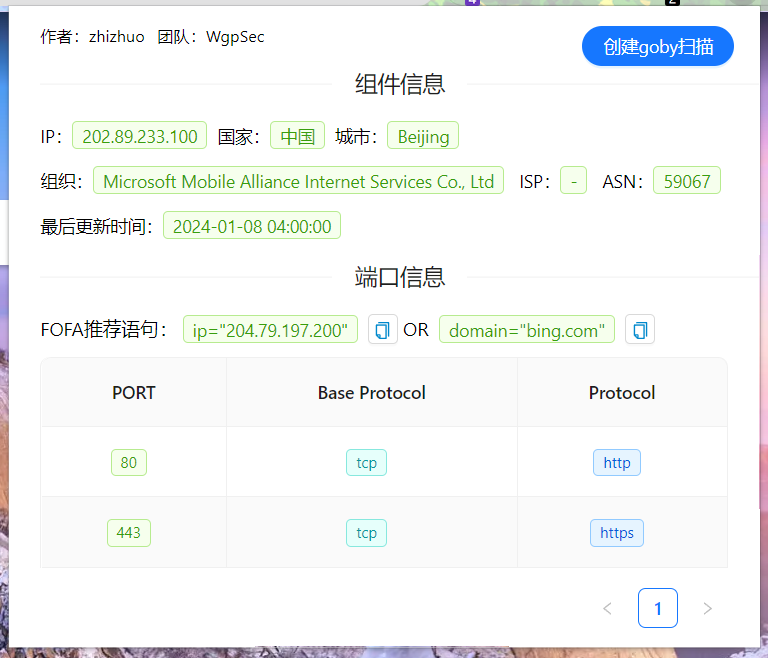 作者：zhizhuo 团队：WgpSec
创建goby扫描
组件信息
IP： 202.89.233.100 国家： 中国 城市： Beijing
组织： Microsoft Mobile Alliance Internet Services Co., Ltd ISP： - ASN： 59067
最后更新时间： 2024-01-08 04:00:00
端口信息
FOFA推荐语句： ip="204.79.197.200" OR domain="bing.com"
PORT Base Protocol Protocol
80 tcp http
443 tcp https
< 1 >